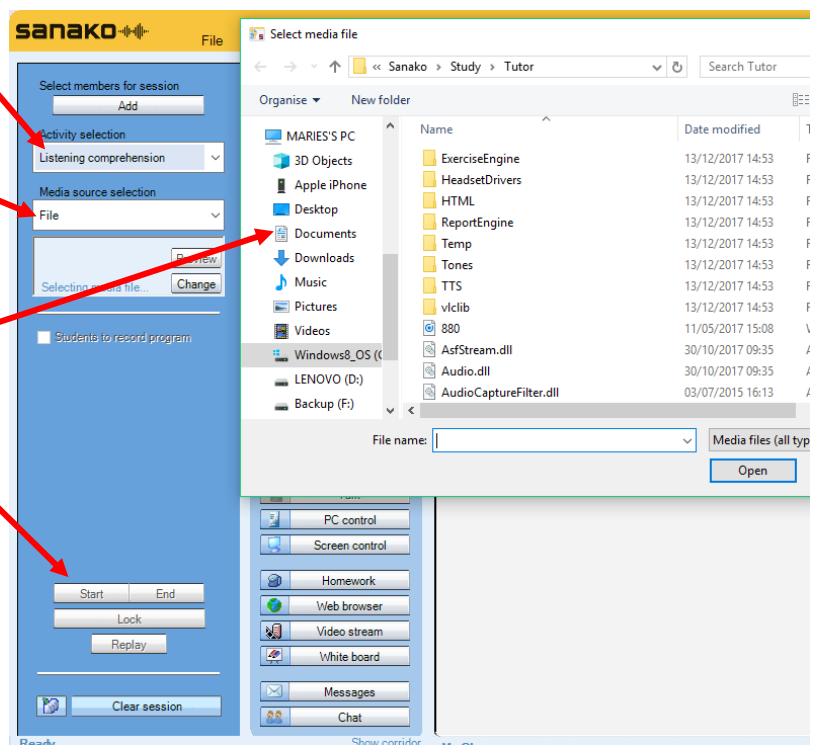 sanako
File
Select members for session
Add
Activity selection
Listening comprehension
Media source selection
File
Preview
Selecting media file...
Change
Students to record program
Start
End
Lock
Replay
Clear session
Ready
Select media file
« Sanako › Study › Tutor
Search Tutor
Organise
New folder
MARIES'S PC
3D Objects
Apple iPhone
Desktop
Documents
Downloads
Music
Pictures
Videos
Windows8_OS (C
LENOVO (D:)
Backup (F:)
Name Date modified T
ExerciseEngine 13/12/2017 14:53 F
HeadsetDrivers 13/12/2017 14:53 F
HTML 13/12/2017 14:53 F
ReportEngine 13/12/2017 14:53 F
Temp 13/12/2017 14:53 F
Tones 13/12/2017 14:53 F
TTS 13/12/2017 14:53 F
vlclib 13/12/2017 14:53 F
880 11/05/2017 15:08 V
AsfStream.dll 30/10/2017 09:35 A
Audio.dll 30/10/2017 09:35 A
AudioCaptureFilter.dll 03/07/2015 16:13 A
File name:
Media files (all typ
Open
PC control
Screen control
Homework
Web browser
Video stream
White board
Messages
Chat
Show corridor